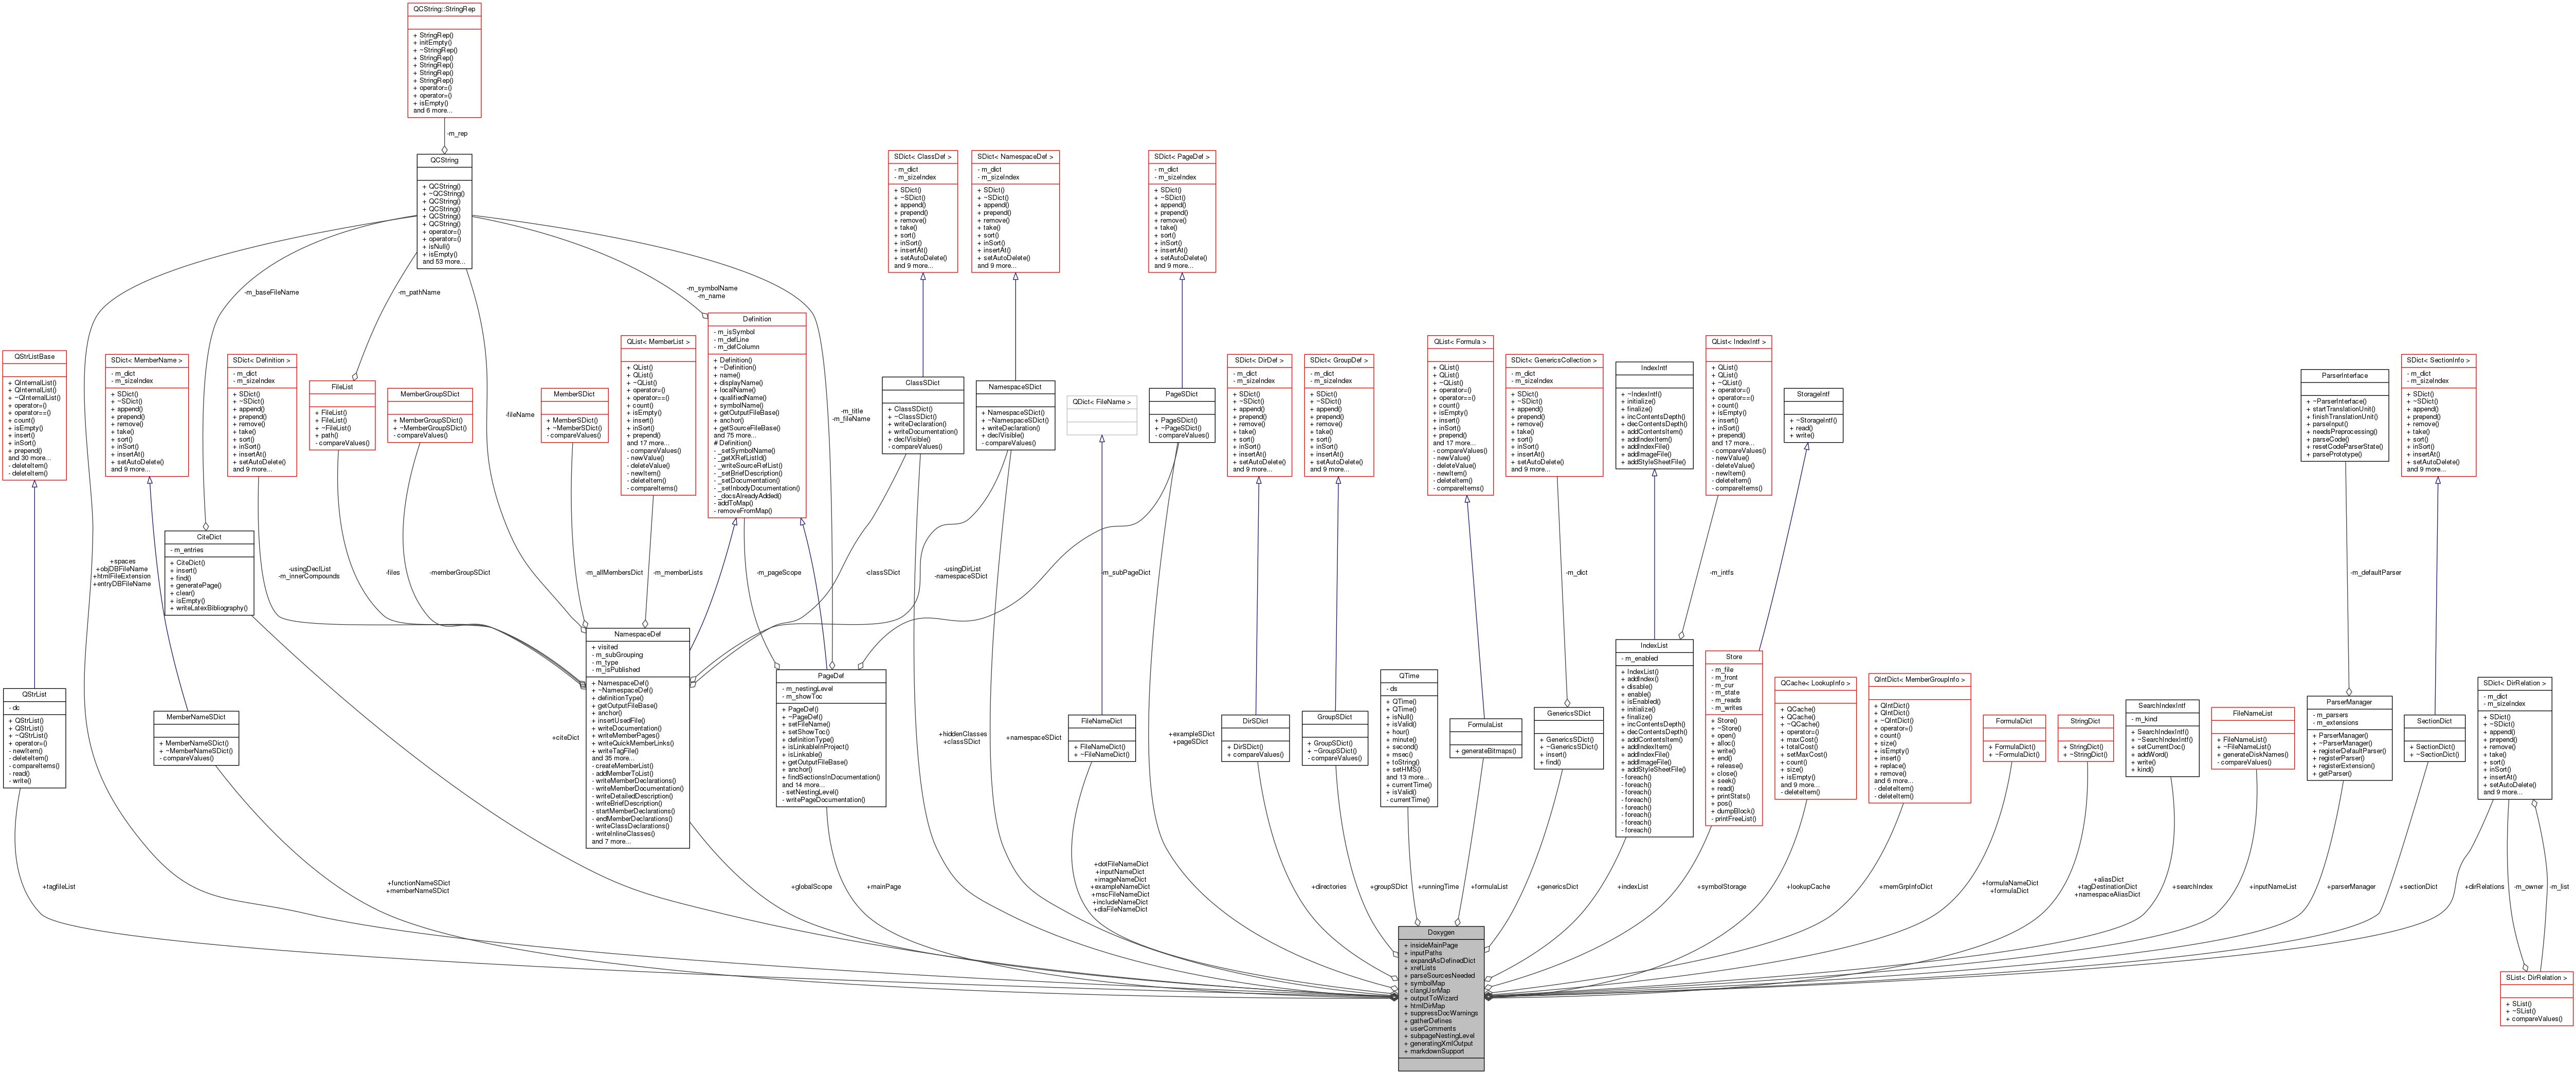 QCString::StringRep
+ StringRep()
+ initEmpty()
+ ~StringRep()
+ StringRep()
+ StringRep()
+ StringRep()
+ StringRep()
+ operator=()
+ operator=()
+ isEmpty()
and 6 more...
-m_rep
QCString
+ QCString()
+ ~QCString()
+ QCString()
+ QCString()
+ QCString()
+ QCString()
+ operator=()
+ operator=()
+ isNull()
+ isEmpty()
and 53 more...
SDict< ClassDef >
- m_dict
- m_sizeIndex
+ SDict()
+ ~SDict()
+ append()
+ prepend()
+ remove()
+ take()
+ sort()
+ inSort()
+ insertAt()
+ setAutoDelete()
and 9 more...
SDict< NamespaceDef >
- m_dict
- m_sizeIndex
+ SDict()
+ ~SDict()
+ append()
+ prepend()
+ remove()
+ take()
+ sort()
+ inSort()
+ insertAt()
+ setAutoDelete()
and 9 more...
SDict< PageDef >
- m_dict
- m_sizeIndex
+ SDict()
+ ~SDict()
+ append()
+ prepend()
+ remove()
+ take()
+ sort()
+ inSort()
+ insertAt()
+ setAutoDelete()
and 9 more...
-m_baseFileName
-m_pathName
-m_symbolName
-m_name
QStrListBase
+ QInternalList()
+ QInternalList()
+ ~QInternalList()
+ operator=()
+ operator==()
+ count()
+ isEmpty()
+ insert()
+ inSort()
+ prepend()
and 30 more...
- deleteItem()
- deleteItem()
SDict< MemberName >
- m_dict
- m_sizeIndex
+ SDict()
+ ~SDict()
+ append()
+ prepend()
+ remove()
+ take()
+ sort()
+ inSort()
+ insertAt()
+ setAutoDelete()
and 9 more...
SDict< Definition >
- m_dict
- m_sizeIndex
+ SDict()
+ ~SDict()
+ append()
+ prepend()
+ remove()
+ take()
+ sort()
+ inSort()
+ insertAt()
+ setAutoDelete()
and 9 more...
FileList
+ FileList()
+ FileList()
+ ~FileList()
+ path()
- compareValues()
MemberGroupSDict
+ MemberGroupSDict()
+ ~MemberGroupSDict()
- compareValues()
-fileName
MemberSDict
+ MemberSDict()
+ ~MemberSDict()
- compareValues()
QList< MemberList >
+ QList()
+ QList()
+ ~QList()
+ operator=()
+ operator==()
+ count()
+ isEmpty()
+ insert()
+ inSort()
+ prepend()
and 17 more...
- compareValues()
- newValue()
- deleteValue()
- newItem()
- deleteItem()
- compareItems()
Definition
- m_isSymbol
- m_defLine
- m_defColumn
+ Definition()
+ ~Definition()
+ name()
+ displayName()
+ localName()
+ qualifiedName()
+ symbolName()
+ getOutputFileBase()
+ anchor()
+ getSourceFileBase()
and 75 more...
# Definition()
- _setSymbolName()
- _getXRefListId()
- _writeSourceRefList()
- _setBriefDescription()
- _setDocumentation()
- _setInbodyDocumentation()
- _docsAlreadyAdded()
- addToMap()
- removeFromMap()
-m_title
-m_fileName
ClassSDict
+ ClassSDict()
+ ~ClassSDict()
+ writeDeclaration()
+ writeDocumentation()
+ declVisible()
- compareValues()
NamespaceSDict
+ NamespaceSDict()
+ ~NamespaceSDict()
+ writeDeclaration()
+ declVisible()
- compareValues()
QDict< FileName >
PageSDict
+ PageSDict()
+ ~PageSDict()
- compareValues()
SDict< DirDef >
- m_dict
- m_sizeIndex
+ SDict()
+ ~SDict()
+ append()
+ prepend()
+ remove()
+ take()
+ sort()
+ inSort()
+ insertAt()
+ setAutoDelete()
and 9 more...
SDict< GroupDef >
- m_dict
- m_sizeIndex
+ SDict()
+ ~SDict()
+ append()
+ prepend()
+ remove()
+ take()
+ sort()
+ inSort()
+ insertAt()
+ setAutoDelete()
and 9 more...
QList< Formula >
+ QList()
+ QList()
+ ~QList()
+ operator=()
+ operator==()
+ count()
+ isEmpty()
+ insert()
+ inSort()
+ prepend()
and 17 more...
- compareValues()
- newValue()
- deleteValue()
- newItem()
- deleteItem()
- compareItems()
SDict< GenericsCollection >
- m_dict
- m_sizeIndex
+ SDict()
+ ~SDict()
+ append()
+ prepend()
+ remove()
+ take()
+ sort()
+ inSort()
+ insertAt()
+ setAutoDelete()
and 9 more...
IndexIntf
+ ~IndexIntf()
+ initialize()
+ finalize()
+ incContentsDepth()
+ decContentsDepth()
+ addContentsItem()
+ addIndexItem()
+ addIndexFile()
+ addImageFile()
+ addStyleSheetFile()
QList< IndexIntf >
+ QList()
+ QList()
+ ~QList()
+ operator=()
+ operator==()
+ count()
+ isEmpty()
+ insert()
+ inSort()
+ prepend()
and 17 more...
- compareValues()
- newValue()
- deleteValue()
- newItem()
- deleteItem()
- compareItems()
StorageIntf
+ ~StorageIntf()
+ read()
+ write()
ParserInterface
+ ~ParserInterface()
+ startTranslationUnit()
+ finishTranslationUnit()
+ parseInput()
+ needsPreprocessing()
+ parseCode()
+ resetCodeParserState()
+ parsePrototype()
SDict< SectionInfo >
- m_dict
- m_sizeIndex
+ SDict()
+ ~SDict()
+ append()
+ prepend()
+ remove()
+ take()
+ sort()
+ inSort()
+ insertAt()
+ setAutoDelete()
and 9 more...
+spaces
+objDBFileName
+htmlFileExtension
+entryDBFileName
CiteDict
- m_entries
+ CiteDict()
+ insert()
+ find()
+ generatePage()
+ clear()
+ isEmpty()
+ writeLatexBibliography()
-usingDeclList
-m_innerCompounds
-files
-memberGroupSDict
-m_allMembersDict
-m_memberLists
-m_pageScope
-classSDict
-usingDirList
-namespaceSDict
-m_subPageDict
-m_dict
-m_intfs
-m_defaultParser
QStrList
- dc
+ QStrList()
+ QStrList()
+ ~QStrList()
+ operator=()
- newItem()
- deleteItem()
- compareItems()
- read()
- write()
MemberNameSDict
+ MemberNameSDict()
+ ~MemberNameSDict()
- compareValues()
+citeDict
NamespaceDef
+ visited
- m_subGrouping
- m_type
- m_isPublished
+ NamespaceDef()
+ ~NamespaceDef()
+ definitionType()
+ getOutputFileBase()
+ anchor()
+ insertUsedFile()
+ writeDocumentation()
+ writeMemberPages()
+ writeQuickMemberLinks()
+ writeTagFile()
and 35 more...
- createMemberList()
- addMemberToList()
- writeMemberDeclarations()
- writeMemberDocumentation()
- writeDetailedDescription()
- writeBriefDescription()
- startMemberDeclarations()
- endMemberDeclarations()
- writeClassDeclarations()
- writeInlineClasses()
and 7 more...
PageDef
- m_nestingLevel
- m_showToc
+ PageDef()
+ ~PageDef()
+ setFileName()
+ setShowToc()
+ definitionType()
+ isLinkableInProject()
+ isLinkable()
+ getOutputFileBase()
+ anchor()
+ findSectionsInDocumentation()
and 14 more...
- setNestingLevel()
- writePageDocumentation()
+hiddenClasses
+classSDict
+namespaceSDict
FileNameDict
+ FileNameDict()
+ ~FileNameDict()
+exampleSDict
+pageSDict
DirSDict
+ DirSDict()
+ compareValues()
GroupSDict
+ GroupSDict()
+ ~GroupSDict()
- compareValues()
QTime
- ds
+ QTime()
+ QTime()
+ isNull()
+ isValid()
+ hour()
+ minute()
+ second()
+ msec()
+ toString()
+ setHMS()
and 13 more...
+ currentTime()
+ isValid()
- currentTime()
FormulaList
+ generateBitmaps()
GenericsSDict
+ GenericsSDict()
+ ~GenericsSDict()
+ insert()
+ find()
IndexList
- m_enabled
+ IndexList()
+ addIndex()
+ disable()
+ enable()
+ isEnabled()
+ initialize()
+ finalize()
+ incContentsDepth()
+ decContentsDepth()
+ addContentsItem()
+ addIndexItem()
+ addIndexFile()
+ addImageFile()
+ addStyleSheetFile()
- foreach()
- foreach()
- foreach()
- foreach()
- foreach()
- foreach()
- foreach()
- foreach()
Store
- m_file
- m_front
- m_cur
- m_state
- m_reads
- m_writes
+ Store()
+ ~Store()
+ open()
+ alloc()
+ write()
+ end()
+ release()
+ close()
+ seek()
+ read()
+ printStats()
+ pos()
+ dumpBlock()
- printFreeList()
QCache< LookupInfo >
+ QCache()
+ QCache()
+ ~QCache()
+ operator=()
+ maxCost()
+ totalCost()
+ setMaxCost()
+ count()
+ size()
+ isEmpty()
and 9 more...
- deleteItem()
QIntDict< MemberGroupInfo >
+ QIntDict()
+ QIntDict()
+ ~QIntDict()
+ operator=()
+ count()
+ size()
+ isEmpty()
+ insert()
+ replace()
+ remove()
and 6 more...
- deleteItem()
- deleteItem()
FormulaDict
+ FormulaDict()
+ ~FormulaDict()
StringDict
+ StringDict()
+ ~StringDict()
SearchIndexIntf
- m_kind
+ SearchIndexIntf()
+ ~SearchIndexIntf()
+ setCurrentDoc()
+ addWord()
+ write()
+ kind()
FileNameList
+ FileNameList()
+ ~FileNameList()
+ generateDiskNames()
- compareValues()
ParserManager
- m_parsers
- m_extensions
+ ParserManager()
+ ~ParserManager()
+ registerDefaultParser()
+ registerParser()
+ registerExtension()
+ getParser()
SectionDict
+ SectionDict()
+ ~SectionDict()
SDict< DirRelation >
- m_dict
- m_sizeIndex
+ SDict()
+ ~SDict()
+ append()
+ prepend()
+ remove()
+ take()
+ sort()
+ inSort()
+ insertAt()
+ setAutoDelete()
and 9 more...
+tagfileList
+functionNameSDict
+memberNameSDict
+globalScope
+mainPage
+dotFileNameDict
+inputNameDict
+imageNameDict
+exampleNameDict
+mscFileNameDict
+includeNameDict
+diaFileNameDict
+directories
+groupSDict
+runningTime
+formulaList
+genericsDict
+indexList
+symbolStorage
+lookupCache
+memGrpInfoDict
+formulaNameDict
+formulaDict
+aliasDict
+tagDestinationDict
+namespaceAliasDict
+searchIndex
+inputNameList
+parserManager
+sectionDict
+dirRelations
-m_owner
-m_list
Doxygen
+ insideMainPage
+ inputPaths
+ expandAsDefinedDict
+ xrefLists
+ parseSourcesNeeded
+ symbolMap
+ clangUsrMap
+ outputToWizard
+ htmlDirMap
+ suppressDocWarnings
+ gatherDefines
+ userComments
+ subpageNestingLevel
+ generatingXmlOutput
+ markdownSupport
SList< DirRelation >
+ SList()
+ ~SList()
+ compareValues()